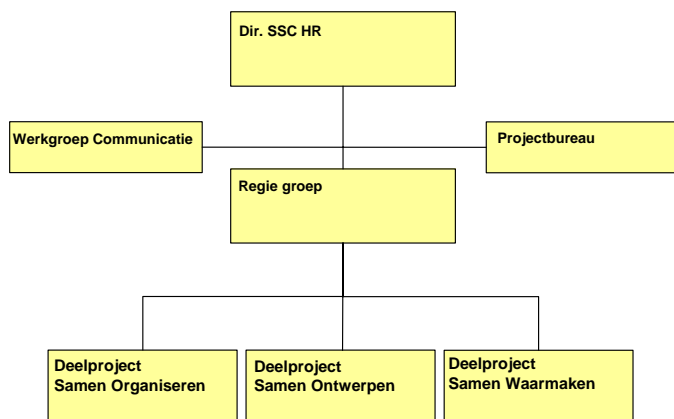 Dir. SSC HR
Werkgroep Communicatie
Projectbureau
Regie groep
Deelproject
Samen Organiseren
Deelproject
Samen Ontwerpen
Deelproject
Samen Waarmaken